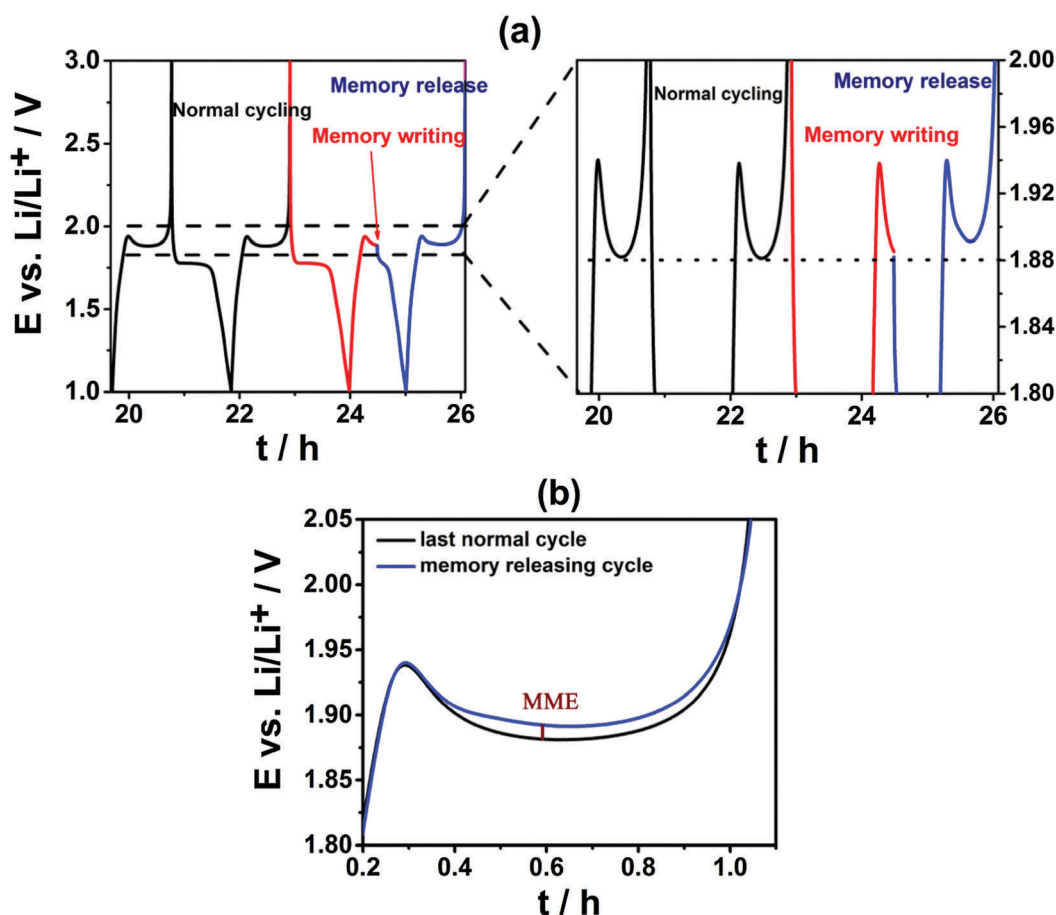 (a)
E vs. Li/Li+ / V
3.0
2.5
2.0
1.5
1.0
Normal cycling
Memory release
Memory writing
20 22 24 26
t / h
Normal cycling
Memory release
Memory writing
2.00
1.96
1.92
1.88
1.84
1.80
20 22 24 26
t / h
(b)
E vs. Li/Li+ / V
2.05
2.00
1.95
1.90
1.85
1.80
last normal cycle
memory releasing cycle
MME
0.2 0.4 0.6 0.8 1.0
t / h